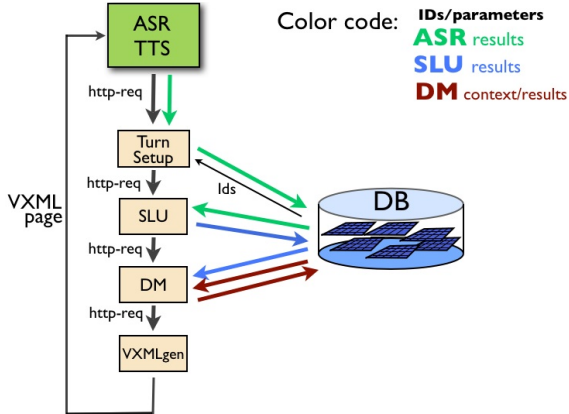 ASR
TTS
Color code:
IDs/parameters
ASR results
SLU results
DM context/results
http-req
Turn
Setup
Ids
http-req
VXML
page
SLU
DB
http-req
DM
http-req
VXMLgen